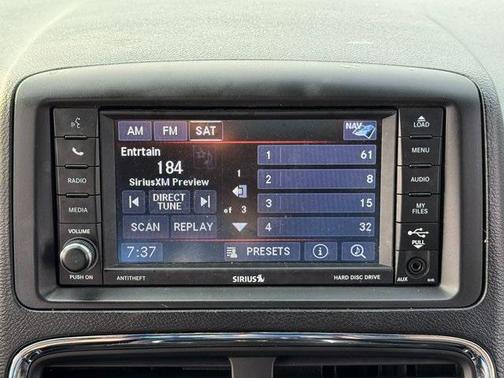 AM FM SAT NAV
Entrtain
184
SiriusXM Preview
DIRECT
TUNE
SCAN REPLAY
7:37
1
of 3
1 61
2 8
3 15
4 32
PRESETS
RADIO
MEDIA
VOLUME
PUSH ON
ANTITHEFT
SIRIUS
HARD DISC DRIVE
LOAD
MENU
AUDIO
MY
FILES
PULL
AUX